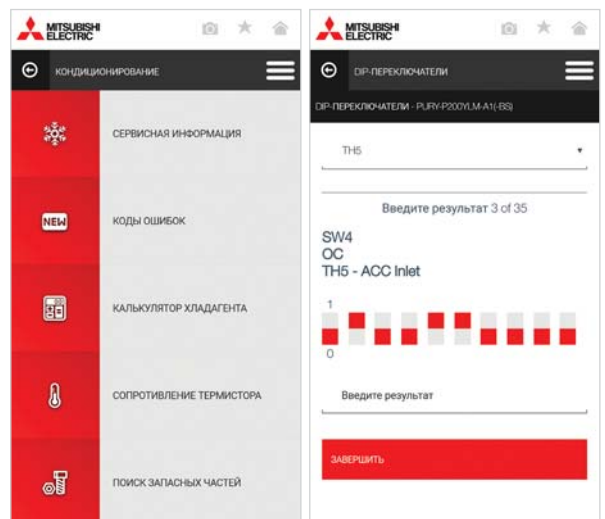 MITSUBISHI
ELECTRIC
КОНДИЦИОНИРОВАНИЕ
СЕРВИСНАЯ ИНФОРМАЦИЯ
NEW
КОДЫ ОШИБОК
КАЛЬКУЛЯТОР ХЛАДАГЕНТА
СОПРОТИВЛЕНИЕ ТЕРМИСТОРА
ПОИСК ЗАПАСНЫХ ЧАСТЕЙ
MITSUBISHI
ELECTRIC
DIP-ПЕРЕКЛЮЧАТЕЛИ
DIP-ПЕРЕКЛЮЧАТЕЛИ - PURY-P200YLM-A1(-BS)
TH5
Введите результат 3 of 35
SW4
OC
TH5 - ACC Inlet
1
0
Введите результат
ЗАВЕРШИТЬ